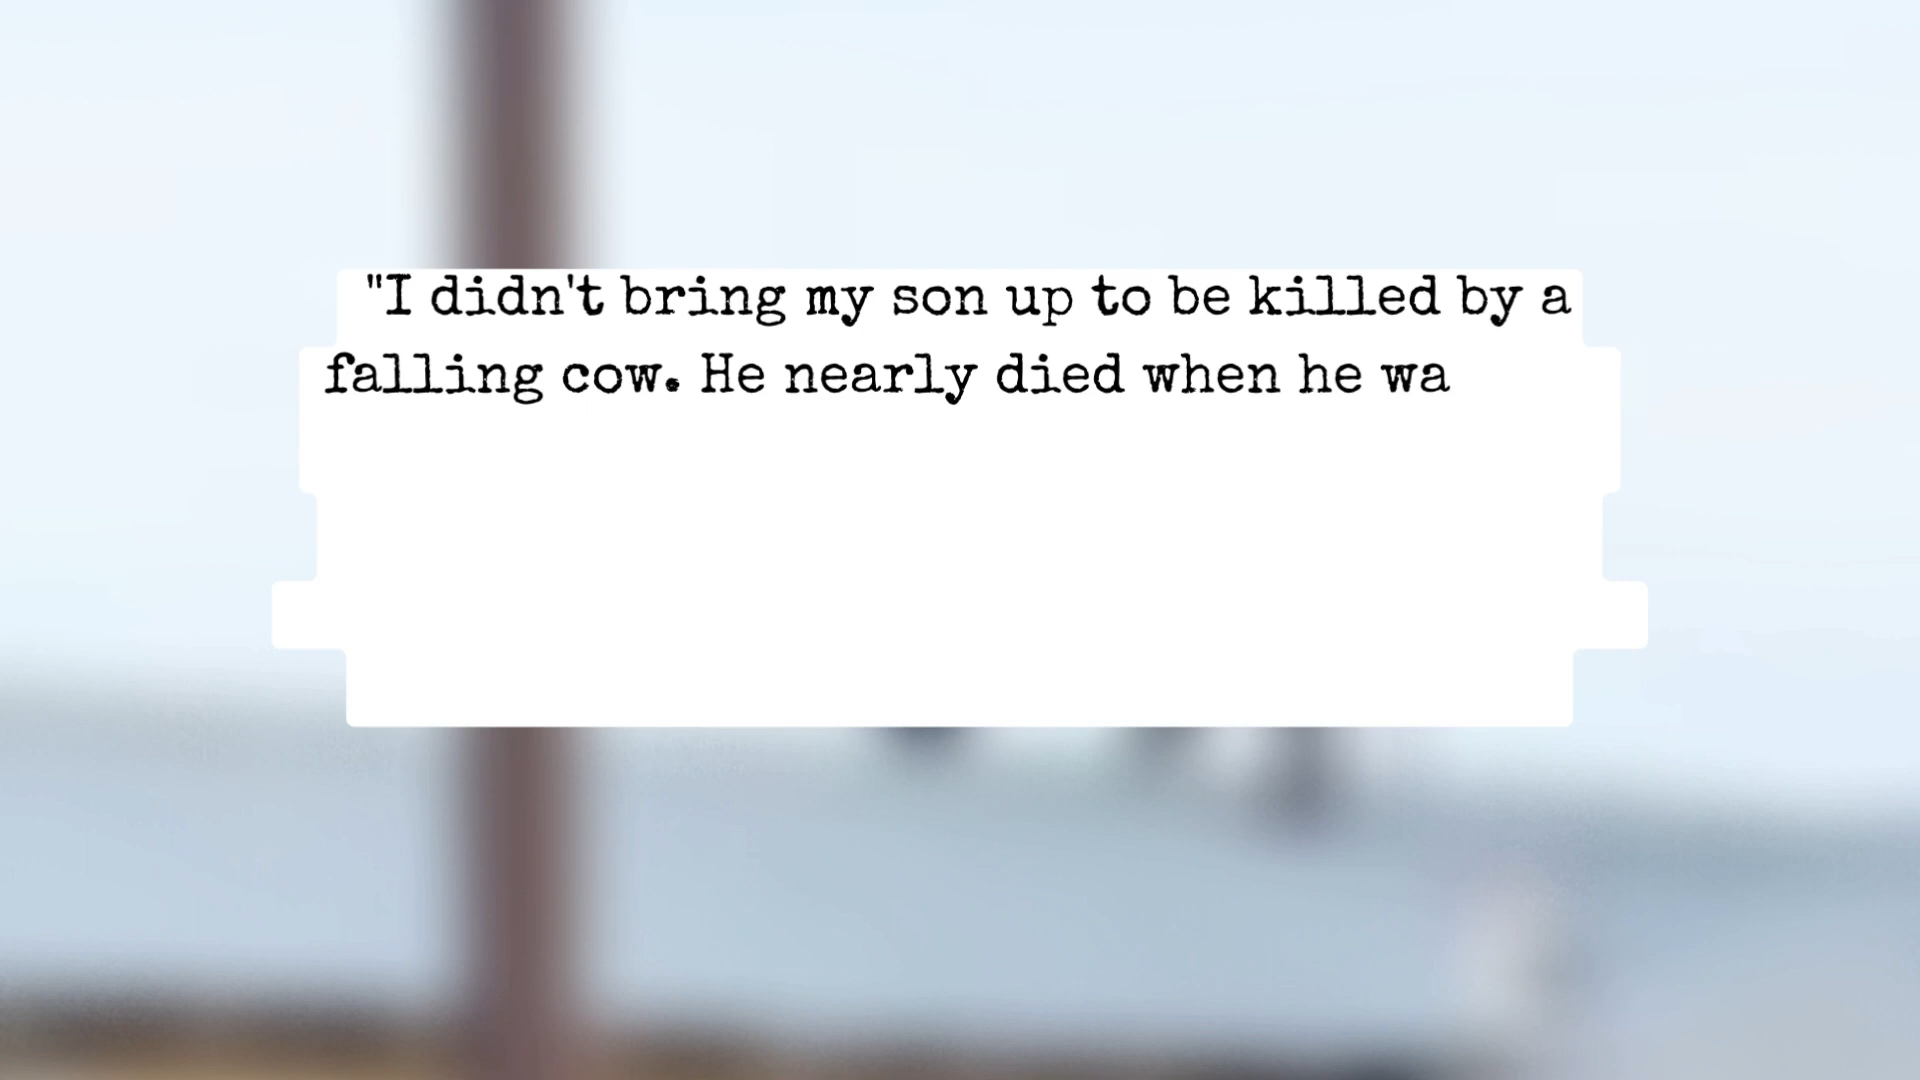 "I didn't bring my son up to be killed by a
falling cow. He nearly died when he wa